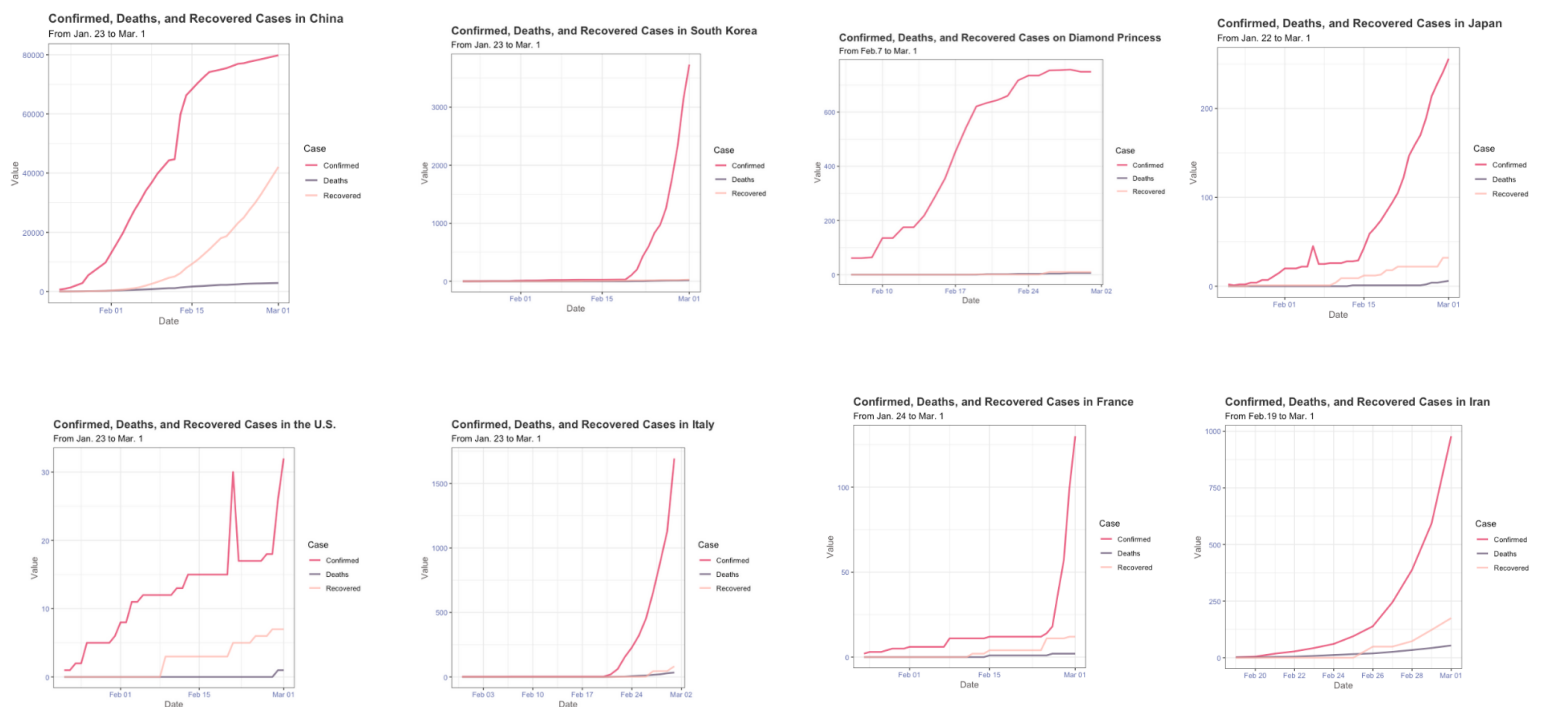 Confirmed, Deaths, and Recovered Cases in China
From Jan. 23 to Mar. 1
80000
60000
40000
20000
0
Value
Feb 01
Feb 15
Mar 01
Date
Case
Confirmed
Deaths
Recovered
Confirmed, Deaths, and Recovered Cases in South Korea
From Jan. 23 to Mar. 1
3000
2000
1000
0
Value
Feb 01
Feb 15
Mar 01
Date
Case
Confirmed
Deaths
Recovered
Confirmed, Deaths, and Recovered Cases on Diamond Princess
From Feb.7 to Mar. 1
600
400
200
0
Value
Feb 10
Feb 17
Feb 24
Mar 02
Date
Case
Confirmed
Deaths
Recovered
Confirmed, Deaths, and Recovered Cases in Japan
From Jan. 22 to Mar. 1
200
100
0
Value
Feb 01
Feb 15
Mar 01
Date
Case
Confirmed
Deaths
Recovered
Confirmed, Deaths, and Recovered Cases in the U.S.
From Jan. 23 to Mar. 1
30
20
10
0
Value
Feb 01
Feb 15
Mar 01
Date
Case
Confirmed
Deaths
Recovered
Confirmed, Deaths, and Recovered Cases in Italy
From Jan. 23 to Mar. 1
1500
1000
500
0
Value
Feb 03
Feb 10
Feb 17
Feb 24
Mar 02
Date
Case
Confirmed
Deaths
Recovered
Confirmed, Deaths, and Recovered Cases in France
From Jan. 24 to Mar. 1
100
50
0
Value
Feb 01
Feb 15
Mar 01
Date
Case
Confirmed
Deaths
Recovered
Confirmed, Deaths, and Recovered Cases in Iran
From Feb.19 to Mar. 1
1000
750
500
250
0
Value
Feb 20
Feb 22
Feb 24
Feb 26
Feb 28
Mar 01
Date
Case
Confirmed
Deaths
Recovered